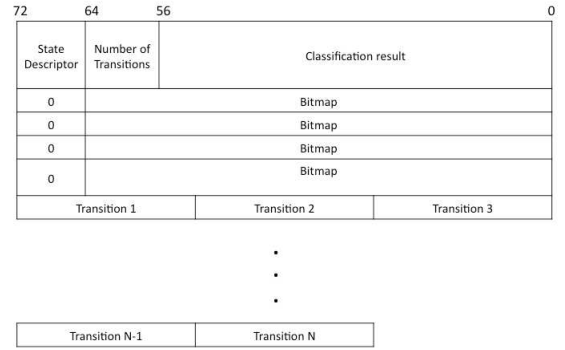 72 64 56 0
State Descriptor
Number of Transitions
Classification result
0 Bitmap
0 Bitmap
0 Bitmap
0 Bitmap
Transition 1 Transition 2 Transition 3
Transition N-1 Transition N